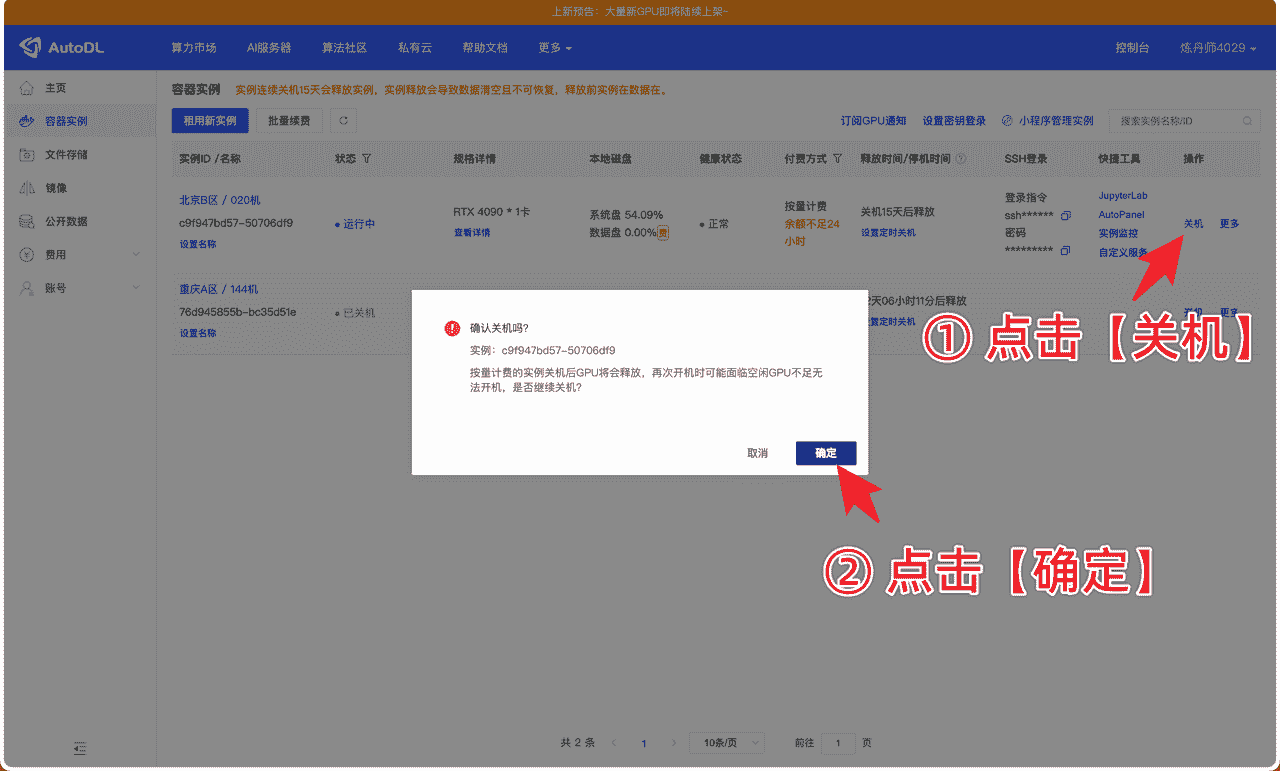 上新预告：大量新GPU即将陆续上架~
AutoDL 算力市场 AI服务器 算法社区 私有云 帮助文档 更多 控制台 炼丹师4029
主页
容器实例
文件存储
镜像
公开数据
费用
账号
容器实例 实例连续关机15天会释放实例，实例释放会导致数据清空且不可恢复，释放前实例在数据在。
租用新实例 批量续费 订阅GPU通知 设置密钥登录 小程序管理实例 搜索实例名称/ID
实例ID / 名称 状态 规格详情 本地磁盘 健康状态 付费方式 释放时间/停机时间 SSH登录 快捷工具 操作
北京B区 / 020机
c9f947bd57-50706df9
设置名称
运行中
RTX 4090 * 1卡
查看详情
系统盘 54.09%
数据盘 0.00% 费
正常
按量计费
余额不足24
小时
关机15天后释放
设置定时关机
登录指令
ssh******
密码
*********
JupyterLab
AutoPanel
实例监控
自定义服务
关机 更多
重庆A区 / 144机
76d945855b-bc35d51e
设置名称
已关机
2天06小时11分后释放
设置定时关机
更多
确认关机吗?
实例：c9f947bd57-50706df9
按量计费的实例关机后GPU将会释放，再次开机时可能面临空闲GPU不足无
法开机，是否继续关机?
取消 确定
① 点击【关机】
② 点击【确定】
共 2 条 1 10条/页 前往 1 页